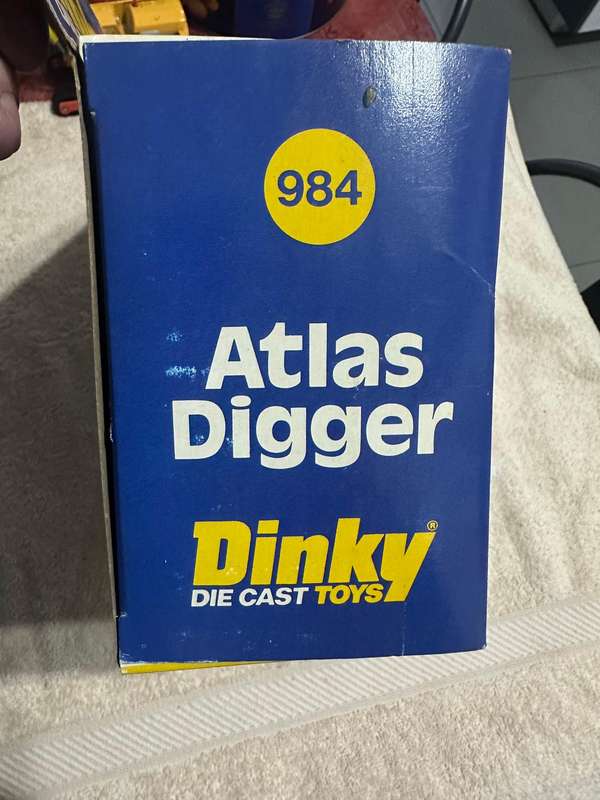 984
Atlas
Digger
Dinky®
DIE CAST TOYS